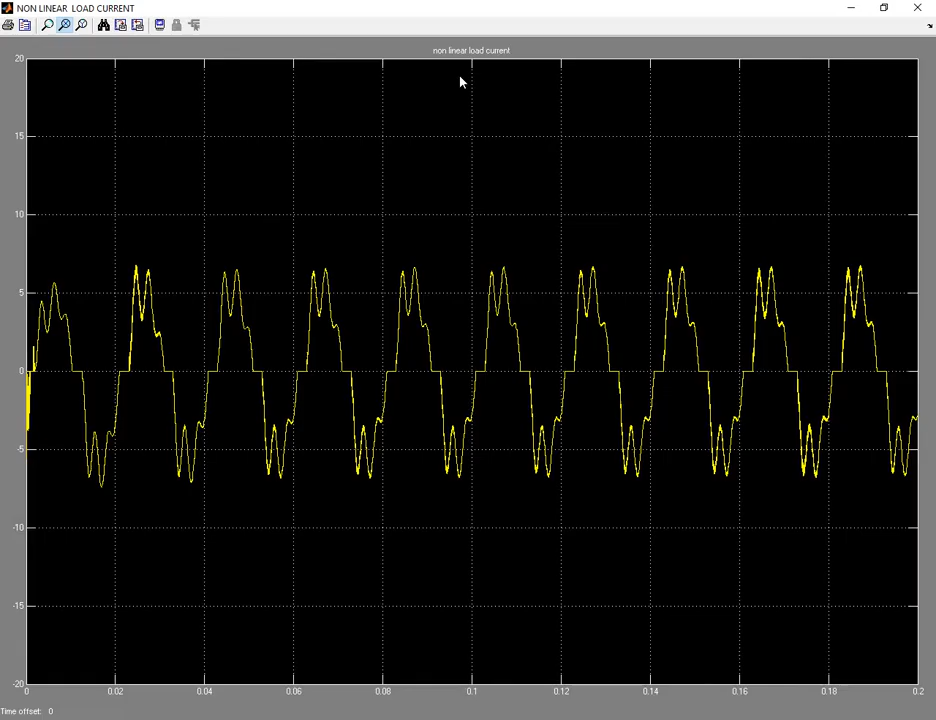 NON LINEAR LOAD CURRENT
non linear load current
20
15
10
5
0
-5
-10
-15
-20
0 0.02 0.04 0.06 0.08 0.1 0.12 0.14 0.16 0.18 0.2
Time offset: 0